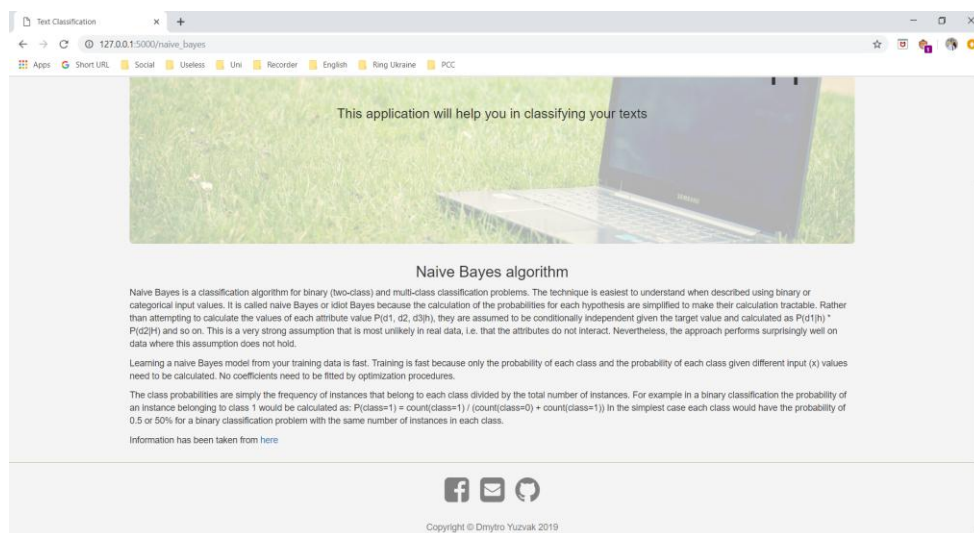 Text Classification
127.0.0.1:5000/naive_bayes
Apps Short URL Social Useless Uni Recorder English Ring Ukraine PCC
This application will help you in classifying your texts
SAMSUNG
Naive Bayes algorithm
Naive Bayes is a classification algorithm for binary (two-class) and multi-class classification problems. The technique is easiest to understand when described using binary or
categorical input values. It is called naive Bayes or idiot Bayes because the calculation of the probabilities for each hypothesis are simplified to make their calculation tractable. Rather
than attempting to calculate the values of each attribute value P(d1, d2, d3|h), they are assumed to be conditionally independent given the target value and calculated as P(d1|h) *
P(d2|H) and so on. This is a very strong assumption that is most unlikely in real data, i.e. that the attributes do not interact. Nevertheless, the approach performs surprisingly well on
data where this assumption does not hold.
Learning a naive Bayes model from your training data is fast. Training is fast because only the probability of each class and the probability of each class given different input (x) values
need to be calculated. No coefficients need to be fitted by optimization procedures.
The class probabilities are simply the frequency of instances that belong to each class divided by the total number of instances. For example in a binary classification the probability of
an instance belonging to class 1 would be calculated as: P(class=1) = count(class=1) / (count(class=0) + count(class=1)) In the simplest case each class would have the probability of
0.5 or 50% for a binary classification problem with the same number of instances in each class.
Information has been taken from here
Copyright © Dmytro Yuzvak 2019